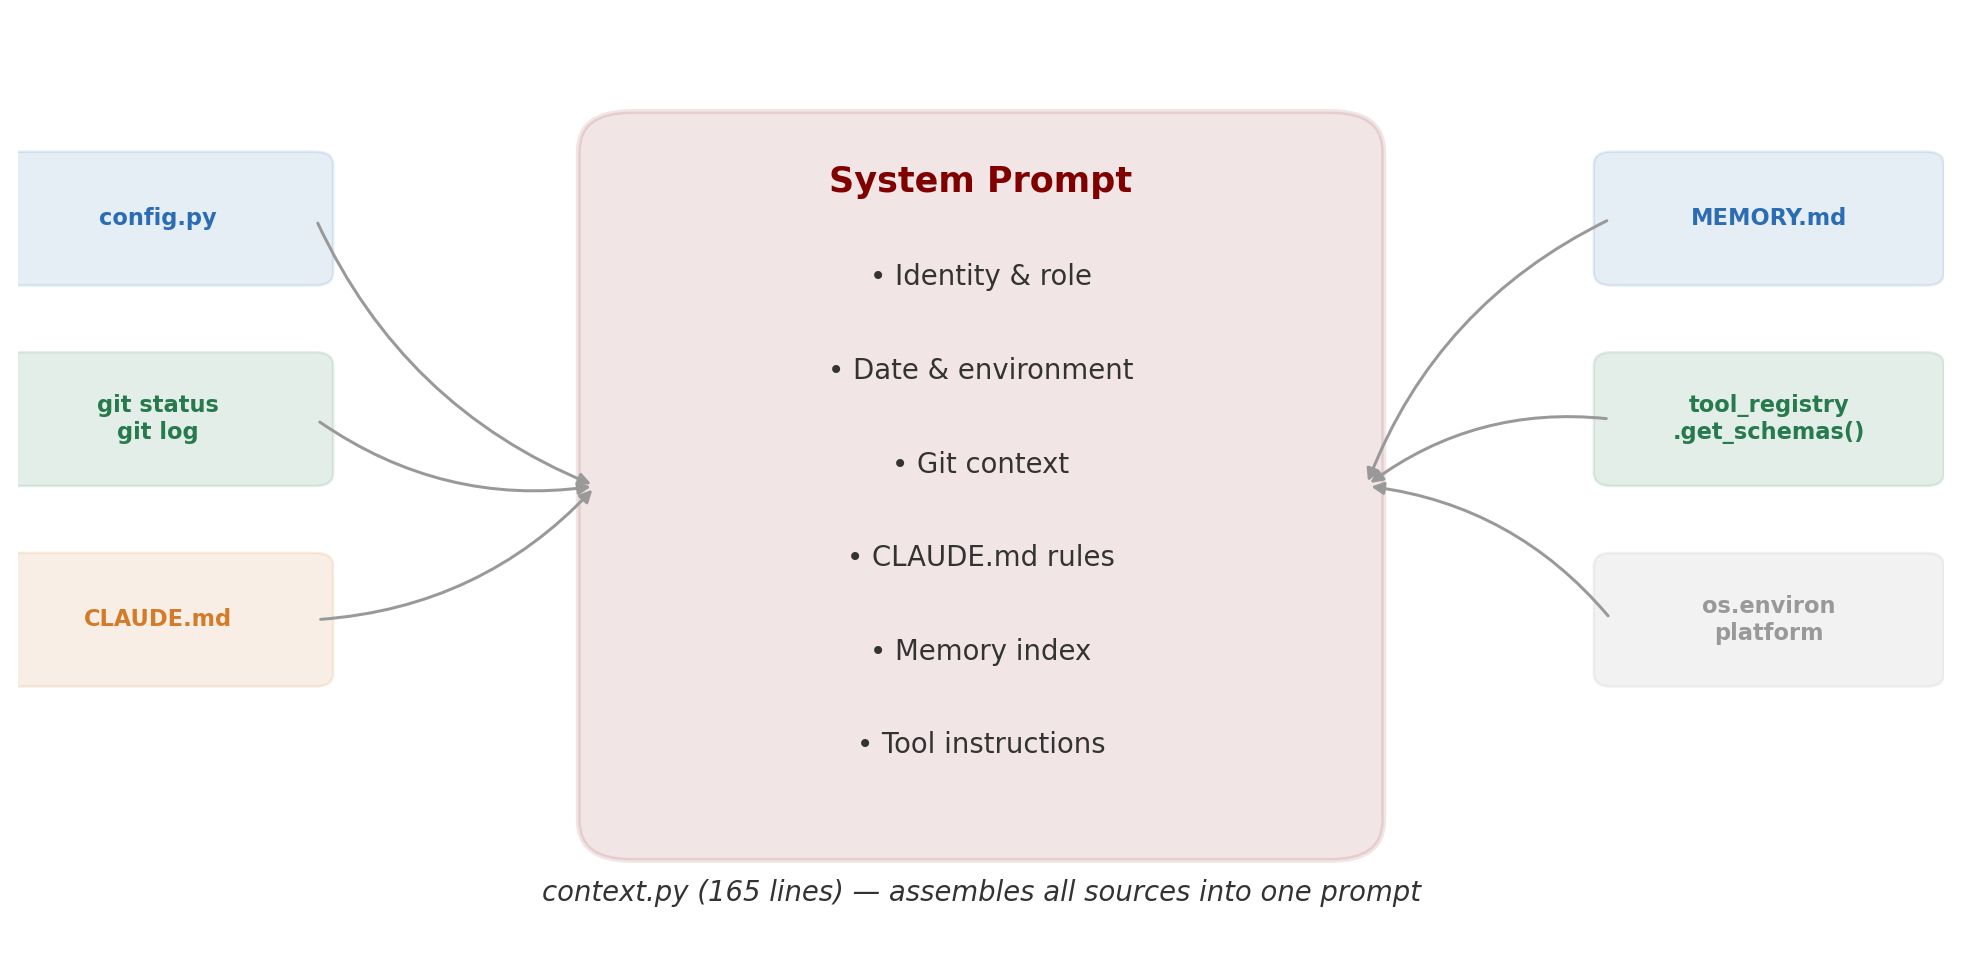 config.py
git status
git log
CLAUDE.md
System Prompt
• Identity & role
• Date & environment
• Git context
• CLAUDE.md rules
• Memory index
• Tool instructions
MEMORY.md
tool_registry
.get_schemas()
os.environ
platform
context.py (165 lines) — assembles all sources into one prompt